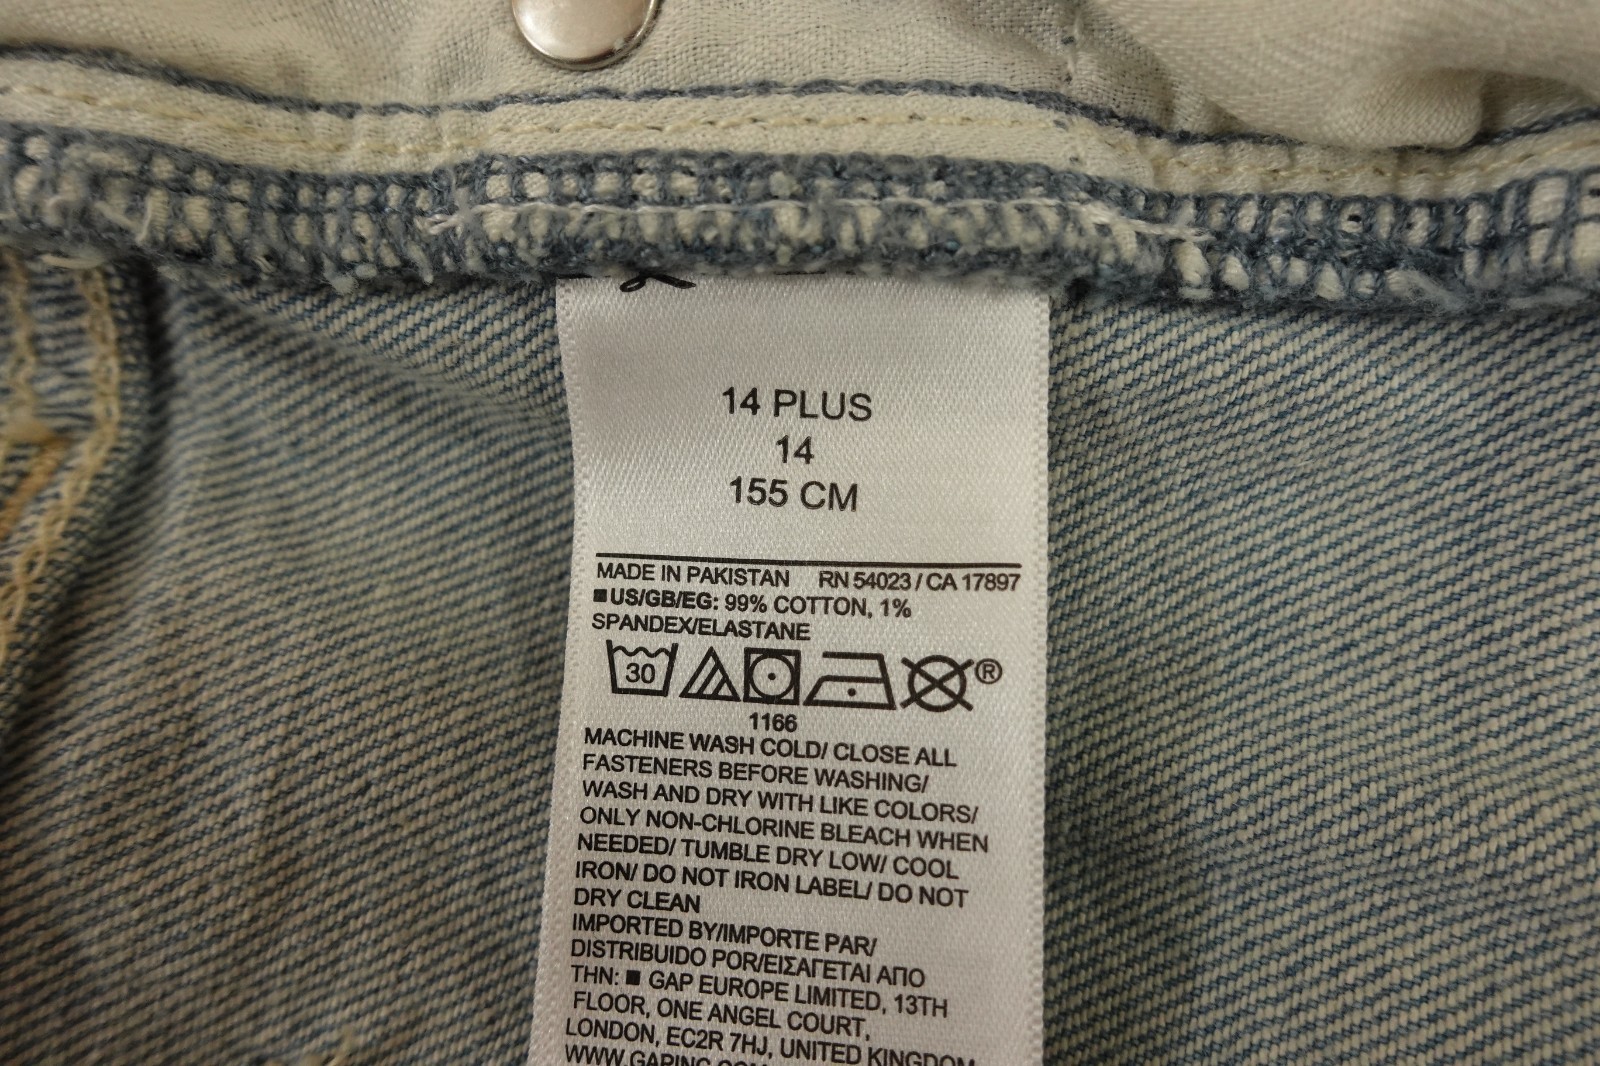 14 PLUS
14
155 CM
MADE IN PAKISTAN RN 54023 / CA 17897
■US/GB/EG: 99% COTTON, 1%
SPANDEX/ELASTANE
30
®
1166
MACHINE WASH COLD/ CLOSE ALL
FASTENERS BEFORE WASHING/
WASH AND DRY WITH LIKE COLORS/
ONLY NON-CHLORINE BLEACH WHEN
NEEDED/ TUMBLE DRY LOW/ COOL
IRON/ DO NOT IRON LABEL/ DO NOT
DRY CLEAN
IMPORTED BY/IMPORTE PAR/
DISTRIBUIDO POR/ΕΙΣΑΓΕΤΑΙ ΑΠΟ
ΤΗΝ: ■ GAP EUROPE LIMITED, 13TH
FLOOR, ONE ANGEL COURT,
LONDON, EC2R 7HJ, UNITED KINGDOM
WWW.GAPINC.COM